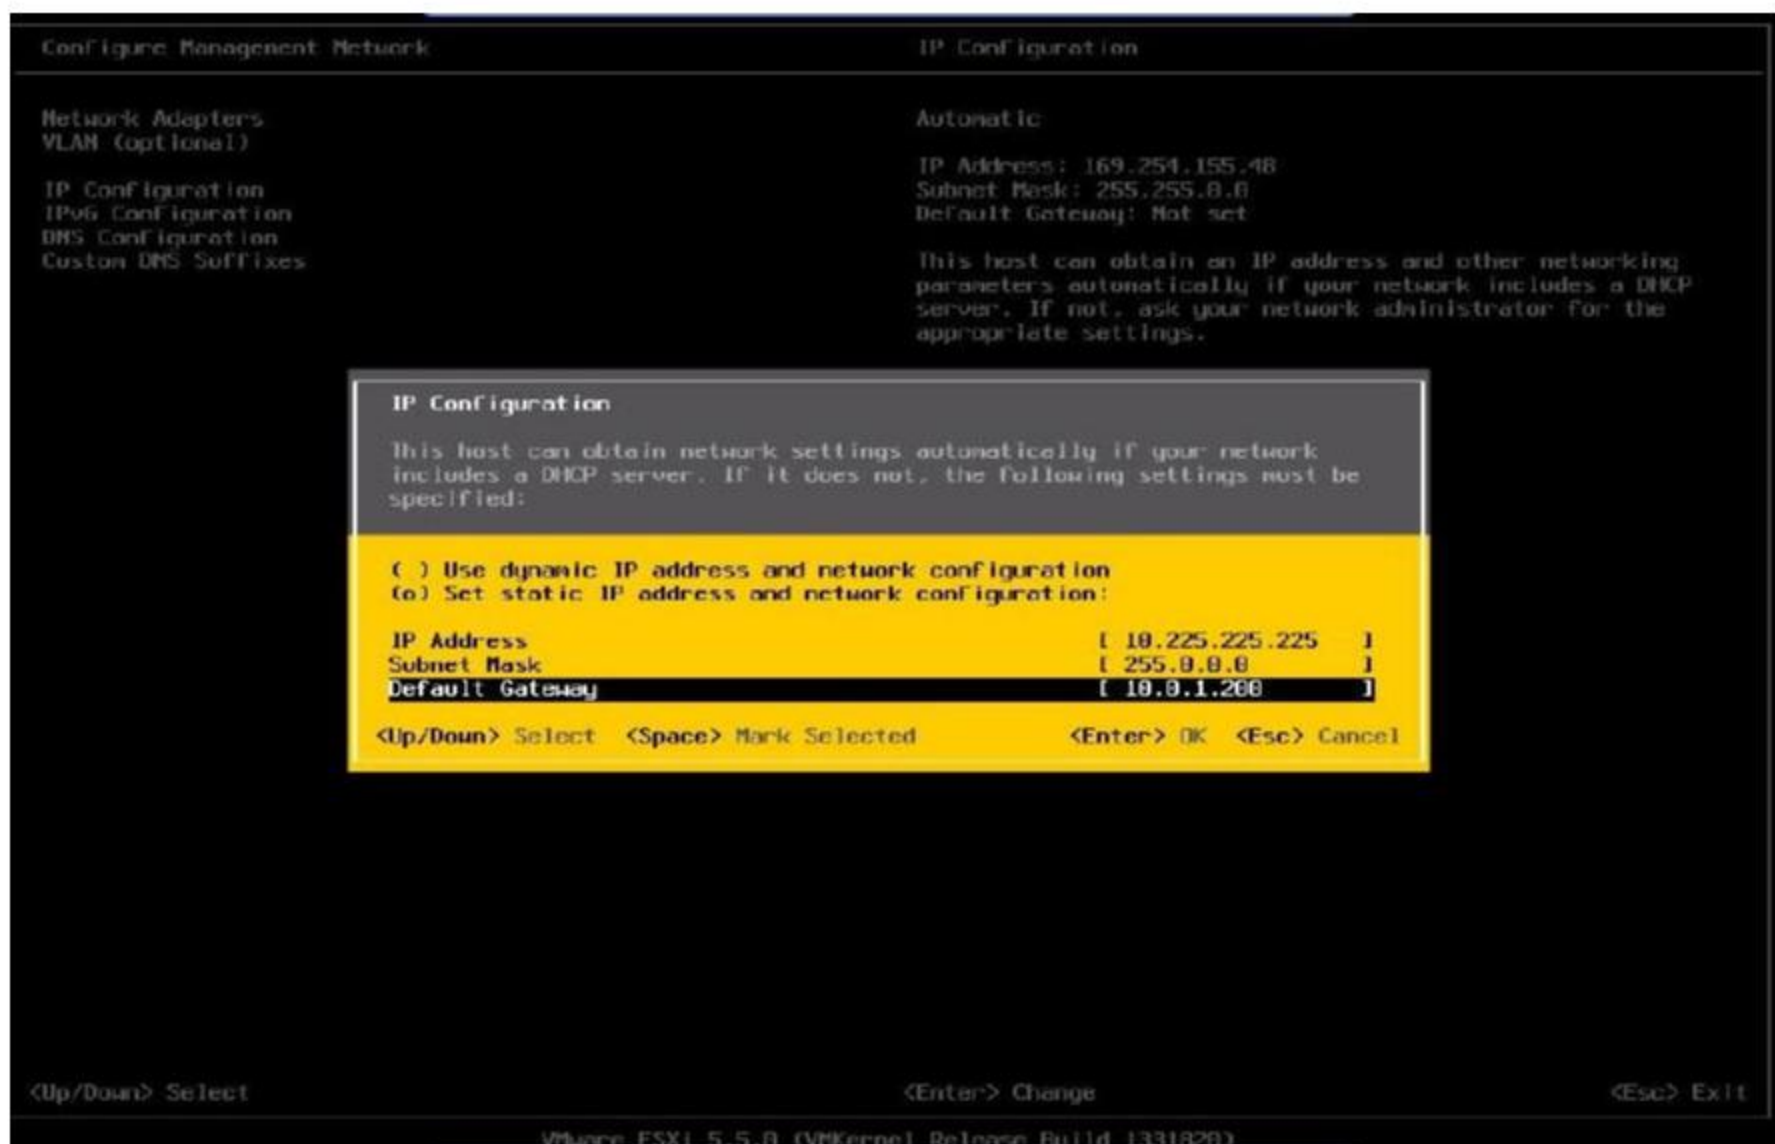 Configure Management Network
IP Configuration
Network Adapters
VLAN (optional)
IP Configuration
IPv6 Configuration
DNS Configuration
Custom DNS Suffixes
Automatic
IP Address: 169.254.155.48
Subnet Mask: 255.255.0.0
Default Gateway: Not set
This host can obtain an IP address and other networking
parameters automatically if your network includes a DHCP
server. If not, ask your network administrator for the
appropriate settings.
IP Configuration
This host can obtain network settings automatically if your network
includes a DHCP server. If it does not, the following settings must be
specified:
( ) Use dynamic IP address and network configuration
(o) Set static IP address and network configuration:
IP Address [ 10.225.225.225 ]
Subnet Mask [ 255.0.0.0 ]
Default Gateway [ 10.0.1.200 ]
<Up/Down> Select <Space> Mark Selected <Enter> OK <Esc> Cancel
<Up/Down> Select <Enter> Change <Esc> Exit
VMware ESXi 5.5.0 (VMKernel Release Build 1331820)